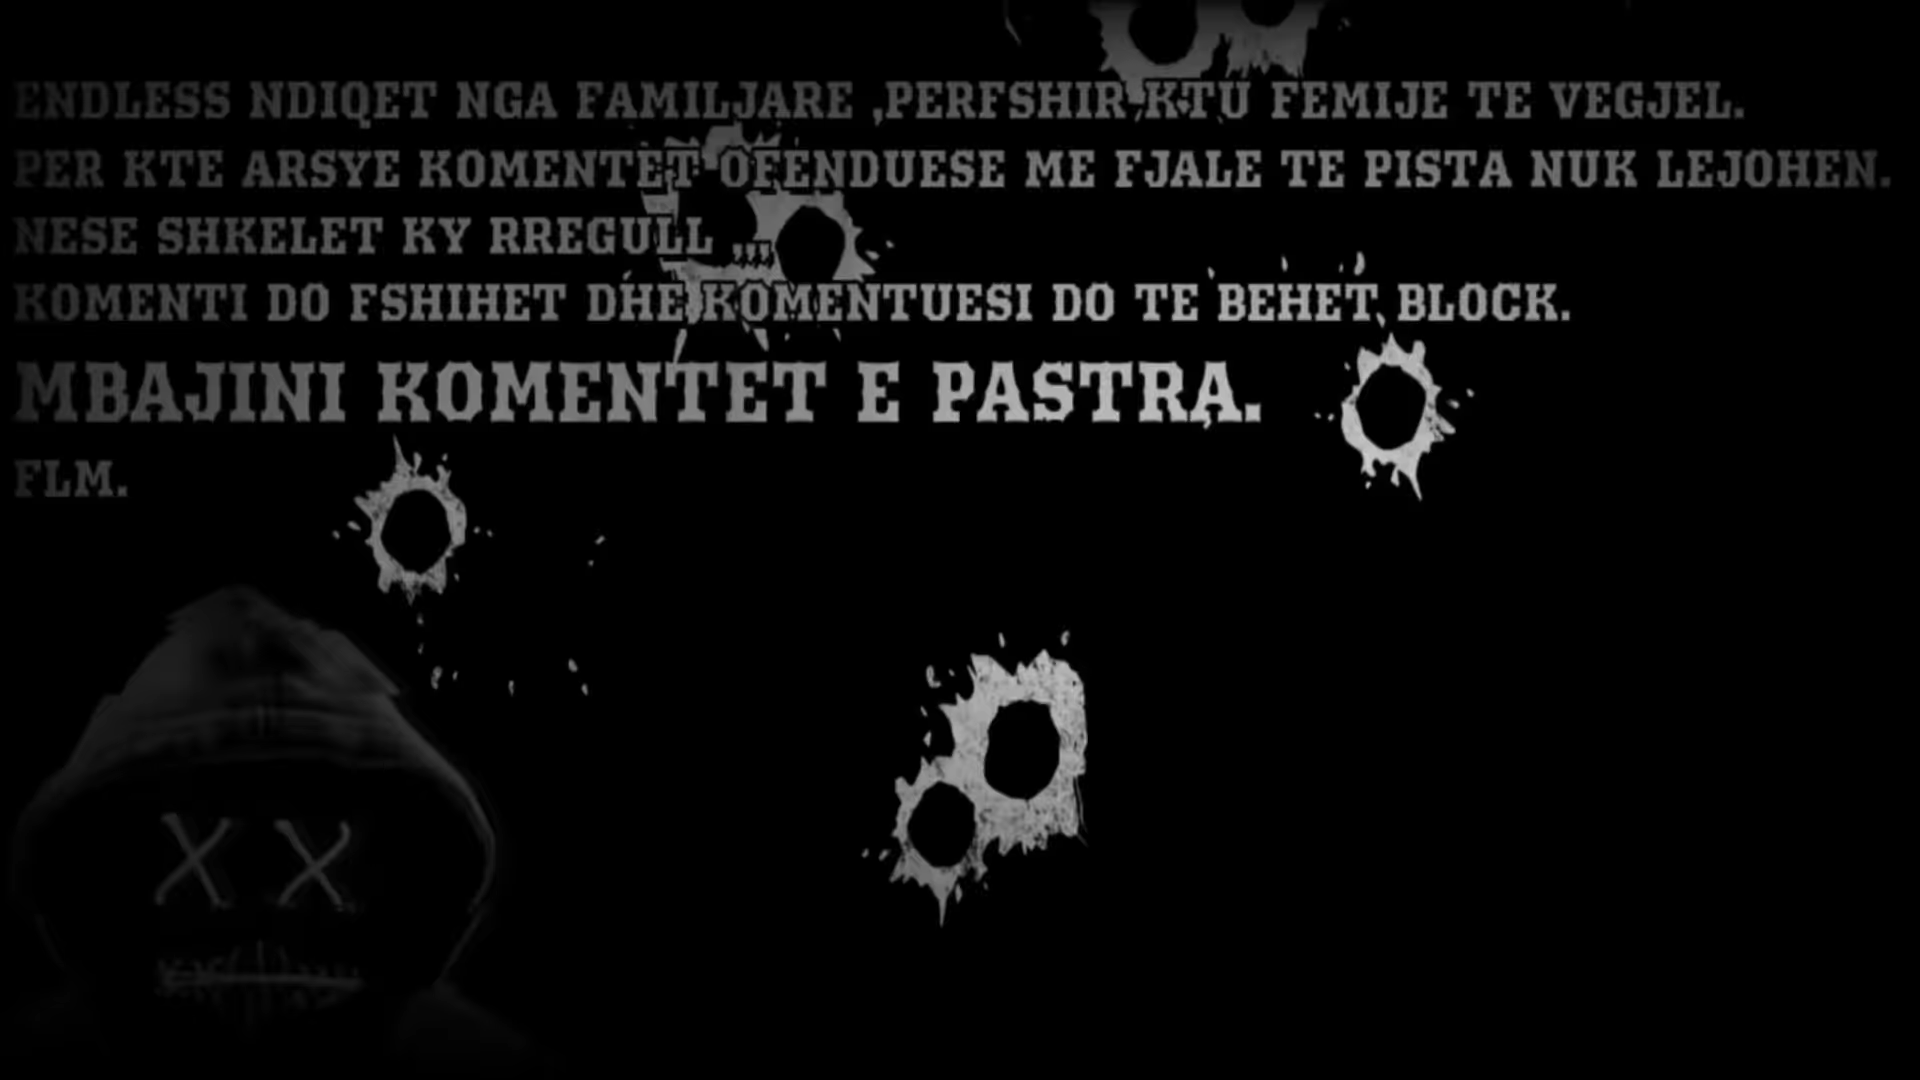 ENDLESS NDIQET NGA FAMILJARE ,PERFSHIR KTU FEMIJE TE VEGJEL.
PER KTE ARSYE KOMENTET OFENDUESE ME FJALE TE PISTA NUK LEJOHEN.
NESE SHKELET KY RREGULL ,,,,
KOMENTI DO FSHIHET DHE KOMENTUESI DO TE BEHET BLOCK.
MBAJINI KOMENTET E PASTRA.
FLM.